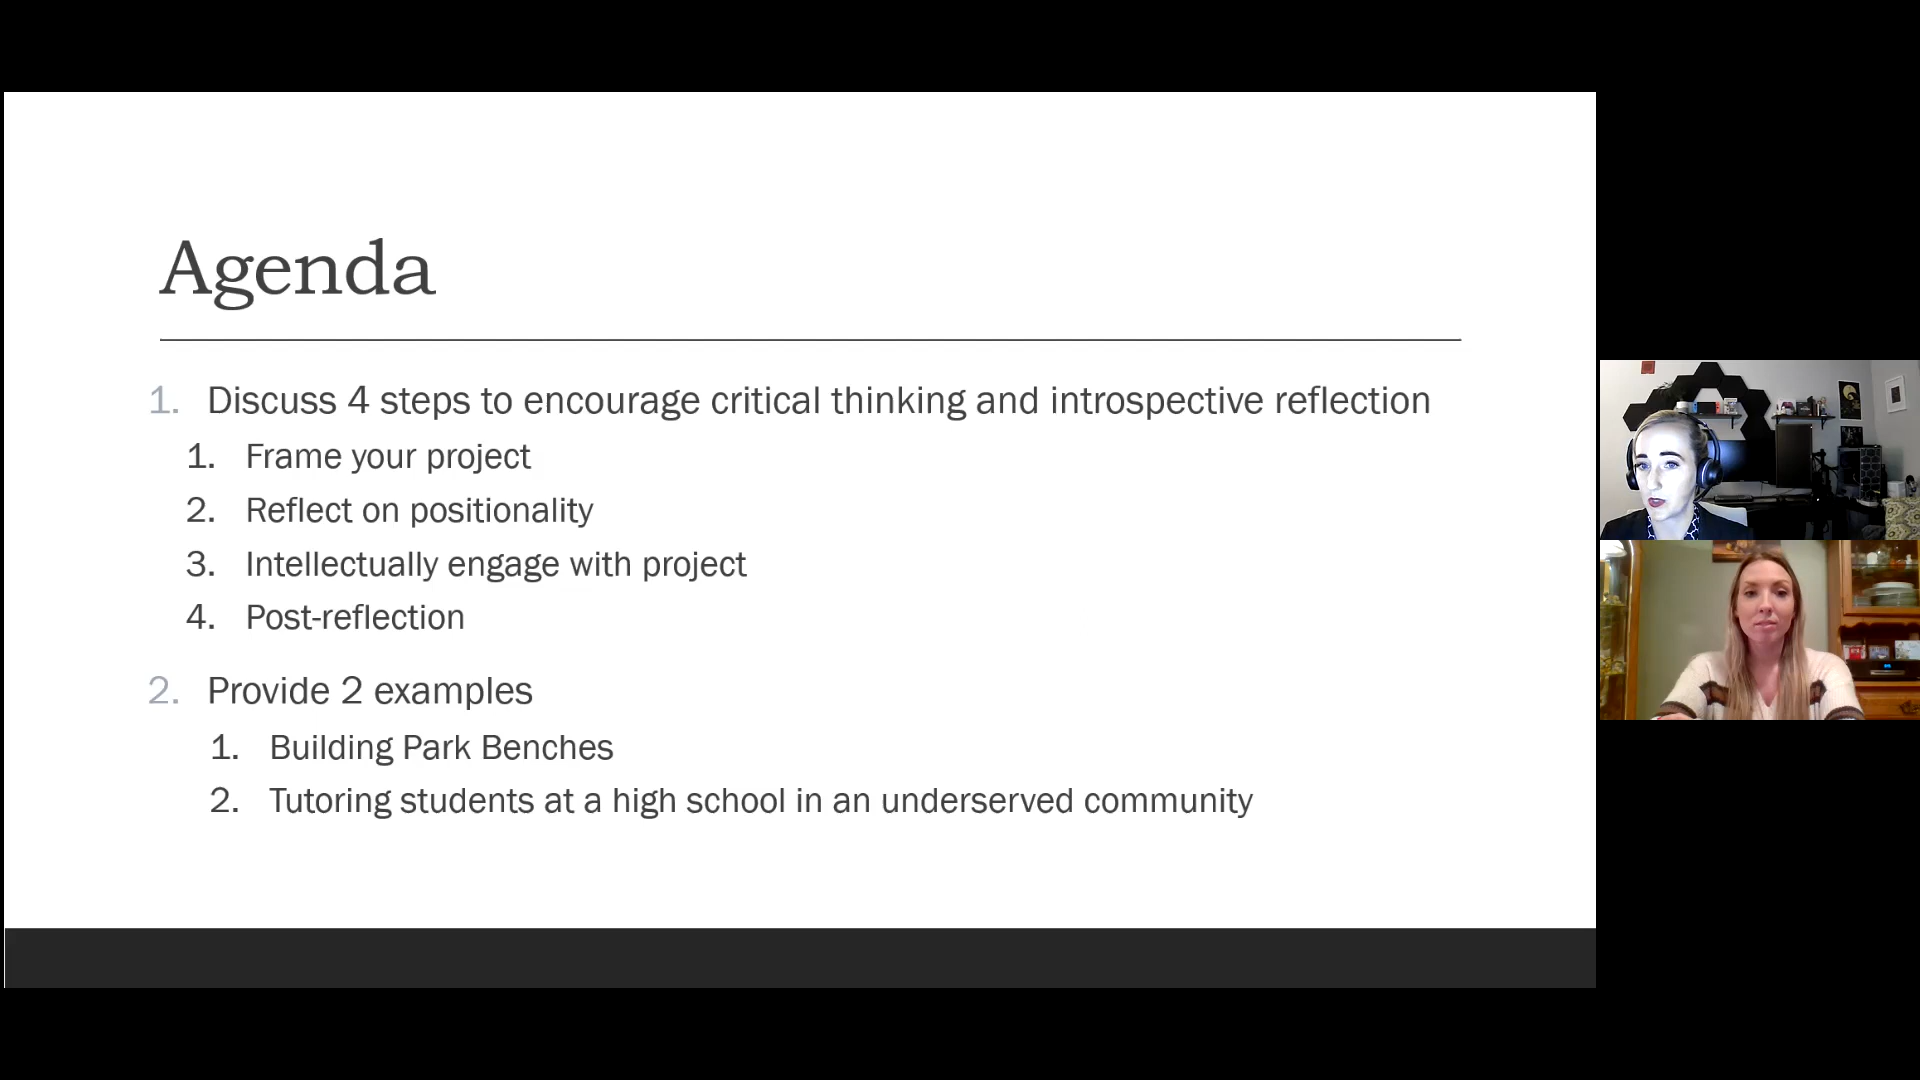 Agenda
1. Discuss 4 steps to encourage critical thinking and introspective reflection
1. Frame your project
2. Reflect on positionality
3. Intellectually engage with project
4. Post-reflection
2. Provide 2 examples
1. Building Park Benches
2. Tutoring students at a high school in an underserved community